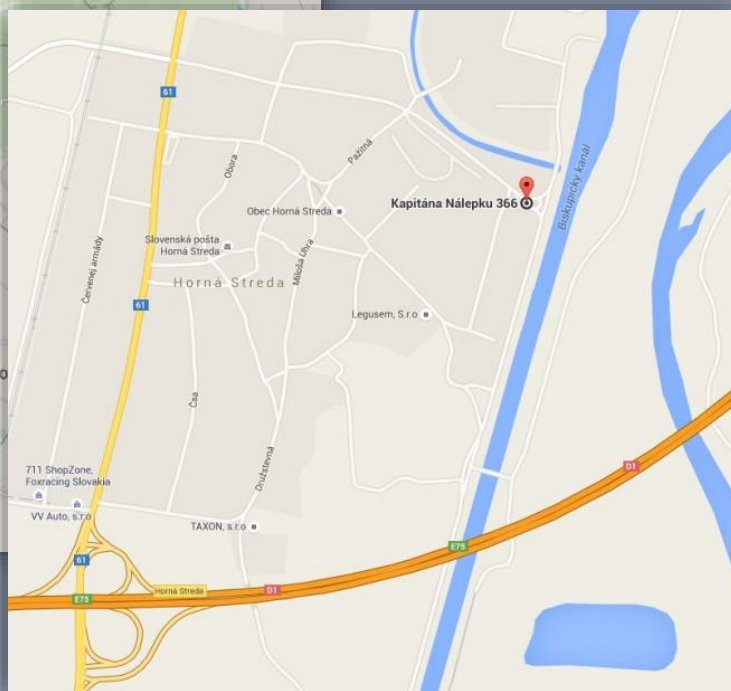 61
Pažitná
Obora
Biskupický kanál
Kapitána Nálepku 366
Obec Horná Streda
Slovenská pošta
Horná Streda
Miloša Uhra
Červenej armády
Horná Streda
61
Legusem, S.r.o
Čsa
Družstevná
D1
711 ShopZone,
Foxracing Slovakia
VV Auto, s.r.o
TAXON, s.r.o
E75
61
Horná Streda
D1
E75